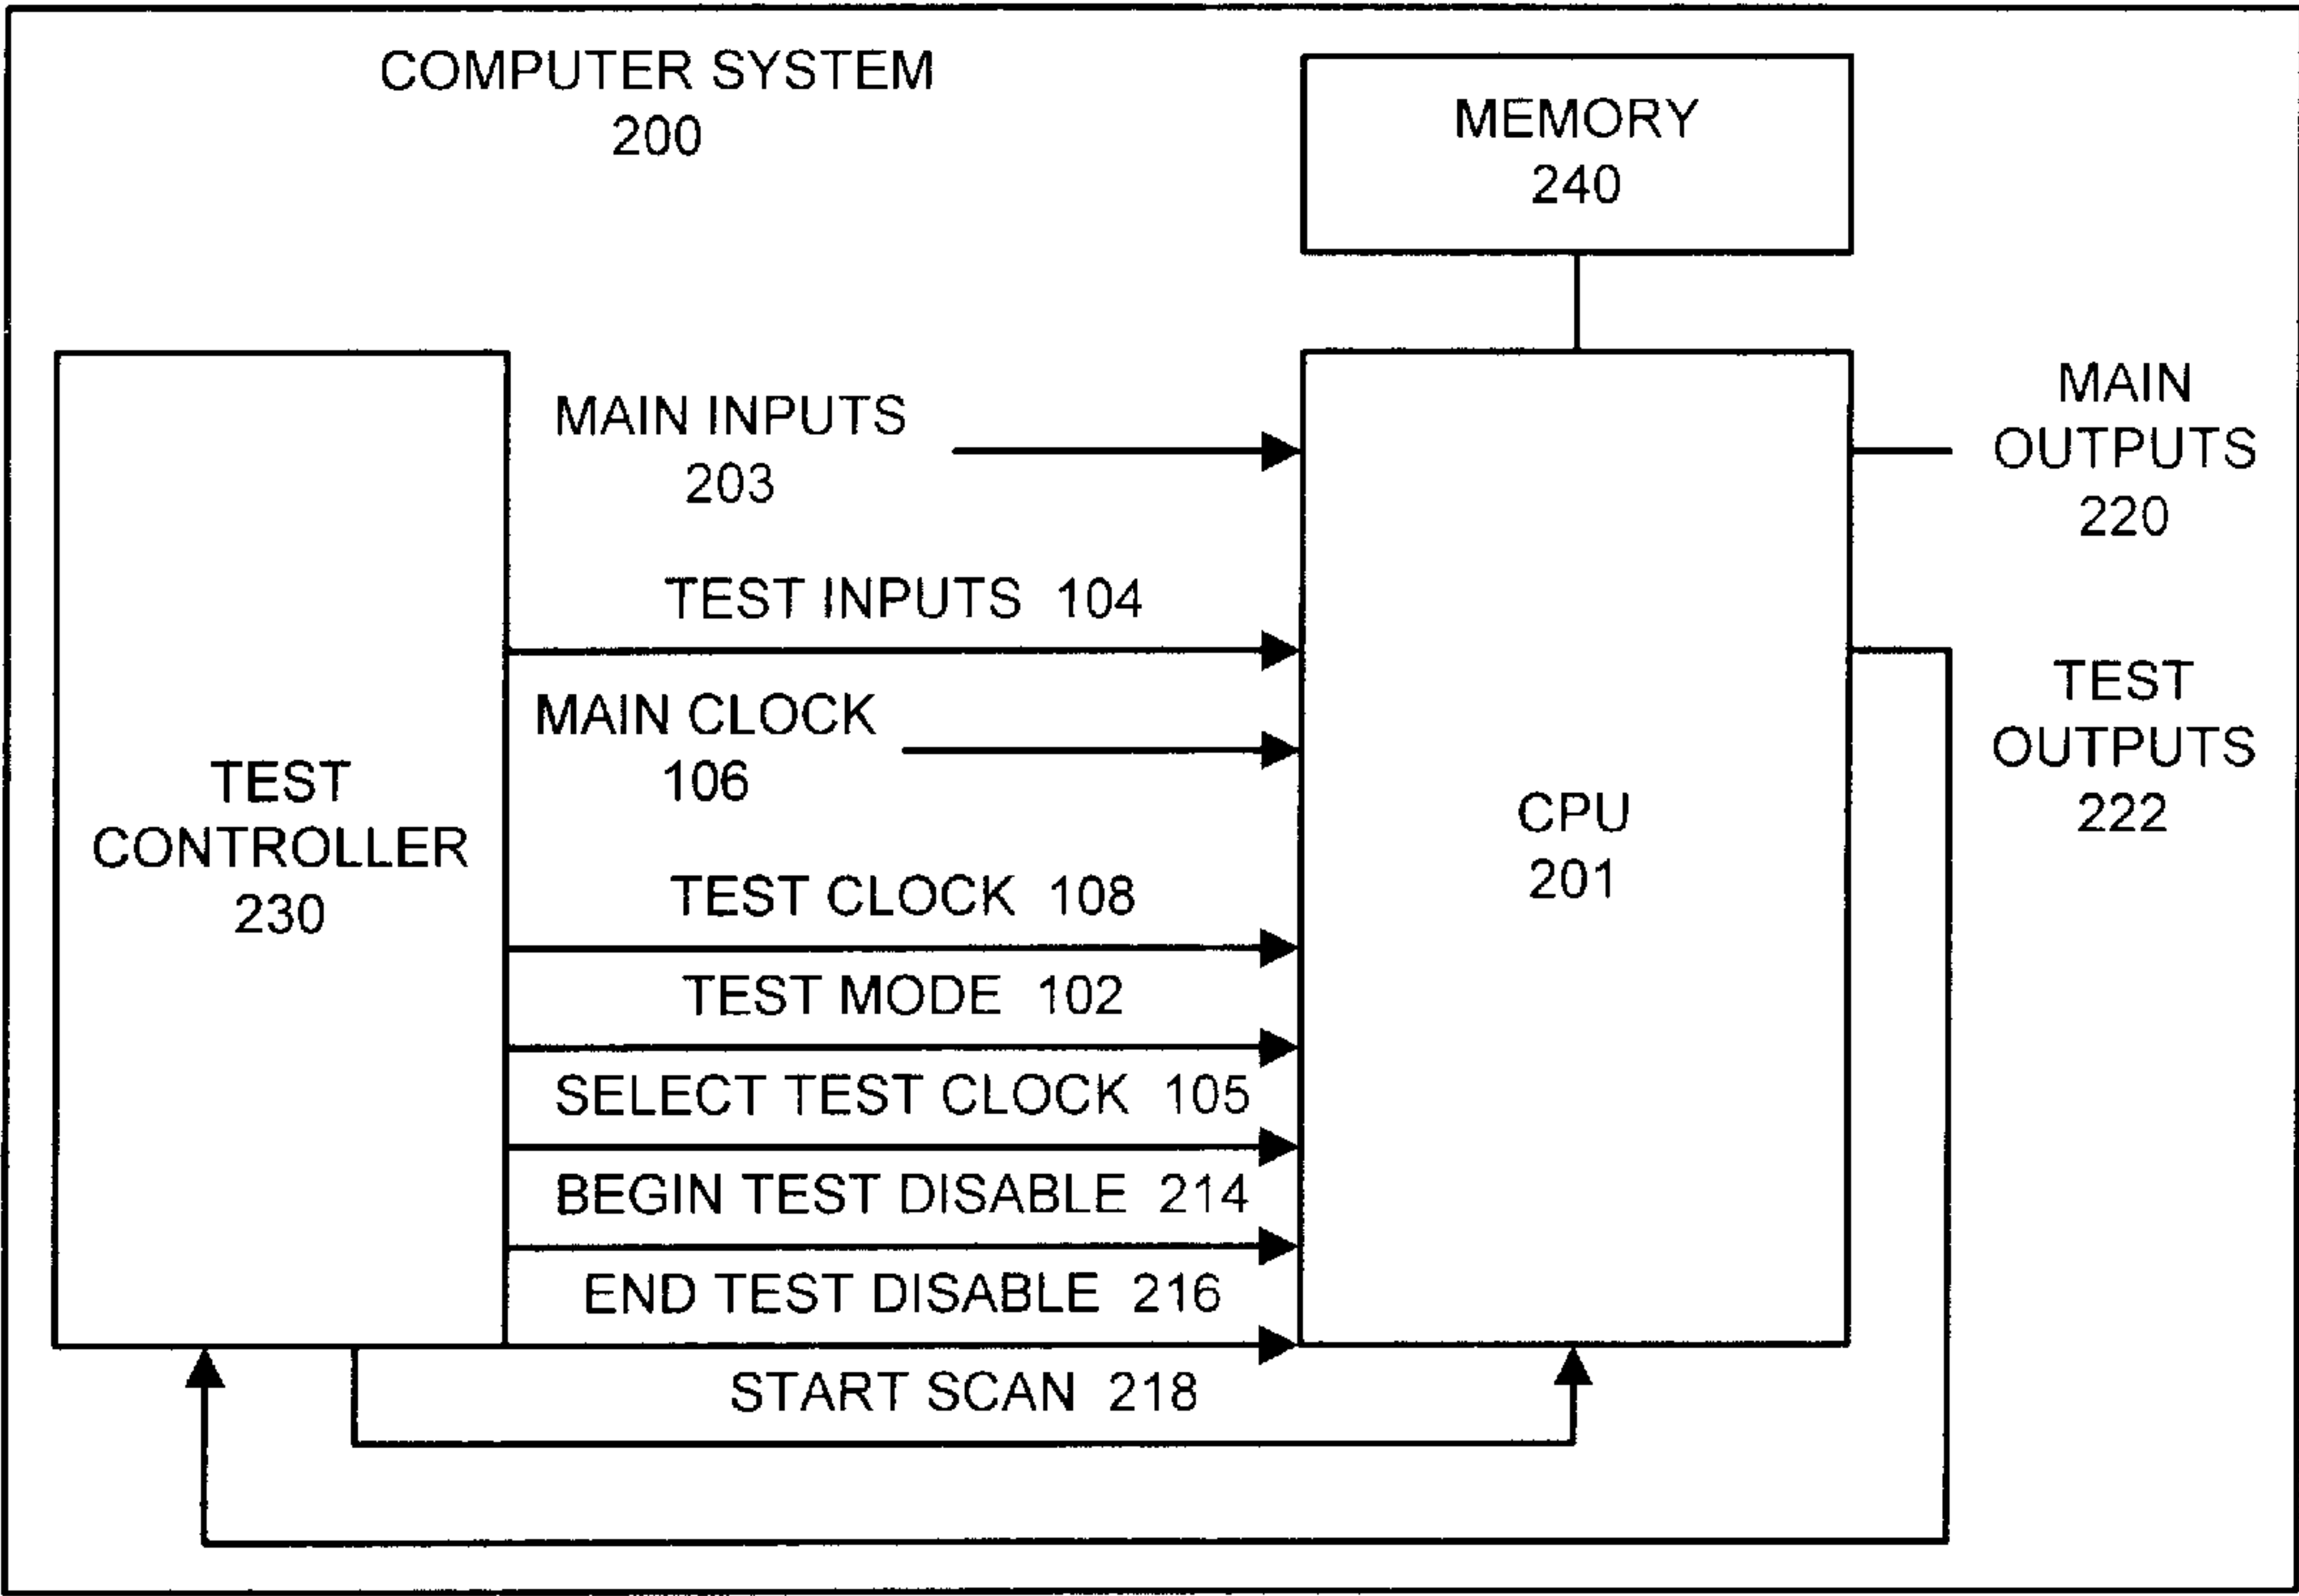 COMPUTER SYSTEM
200
MEMORY
240
MAIN INPUTS
203
MAIN
OUTPUTS
220
TEST INPUTS 104
MAIN CLOCK
106
TEST
OUTPUTS
222
TEST
CONTROLLER
230
CPU
201
TEST CLOCK 108
TEST MODE 102
SELECT TEST CLOCK 105
BEGIN TEST DISABLE 214
END TEST DISABLE 216
START SCAN 218